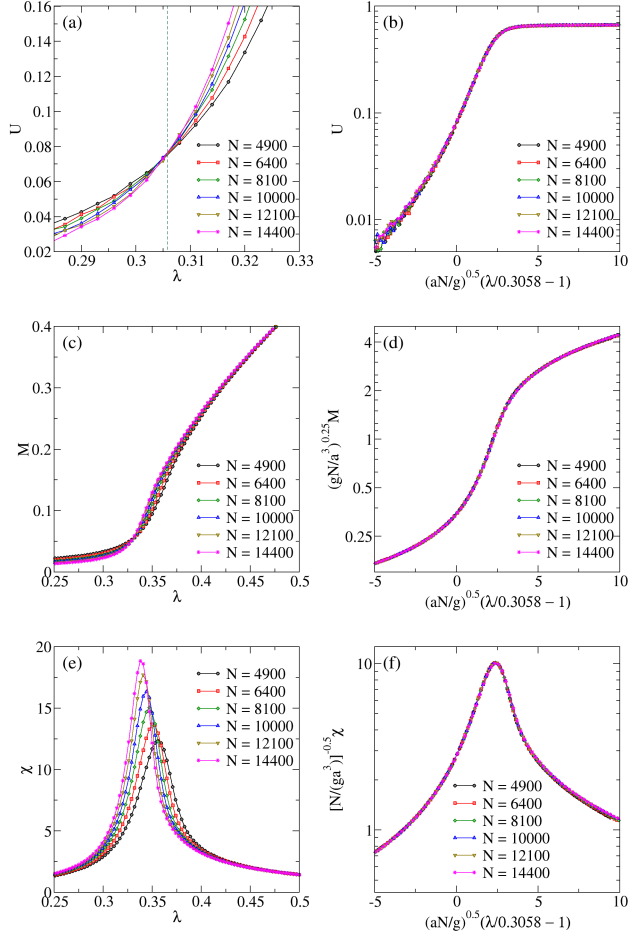 (a)
0.16
0.14
0.12
0.1
0.08
0.06
0.04
0.02
U
N = 4900
N = 6400
N = 8100
N = 10000
N = 12100
N = 14400
0.29 0.3 0.31 0.32 0.33
λ
(b)
1
0.1
0.01
U
N = 4900
N = 6400
N = 8100
N = 10000
N = 12100
N = 14400
-5 0 5 10
(aN/g)^0.5(λ/0.3058 − 1)
(c)
0.4
0.3
0.2
0.1
0
M
N = 4900
N = 6400
N = 8100
N = 10000
N = 12100
N = 14400
0.25 0.3 0.35 0.4 0.45 0.5
λ
(d)
4
2
1
0.5
0.25
(gN/a^3)^0.25 M
N = 4900
N = 6400
N = 8100
N = 10000
N = 12100
N = 14400
-5 0 5 10
(aN/g)^0.5(λ/0.3058 − 1)
(e)
20
15
10
5
0
χ
N = 4900
N = 6400
N = 8100
N = 10000
N = 12100
N = 14400
0.25 0.3 0.35 0.4 0.45 0.5
λ
(f)
10
1
[N/(ga^3)]^-0.5 χ
N = 4900
N = 6400
N = 8100
N = 10000
N = 12100
N = 14400
-5 0 5 10
(aN/g)^0.5(λ/0.3058 − 1)